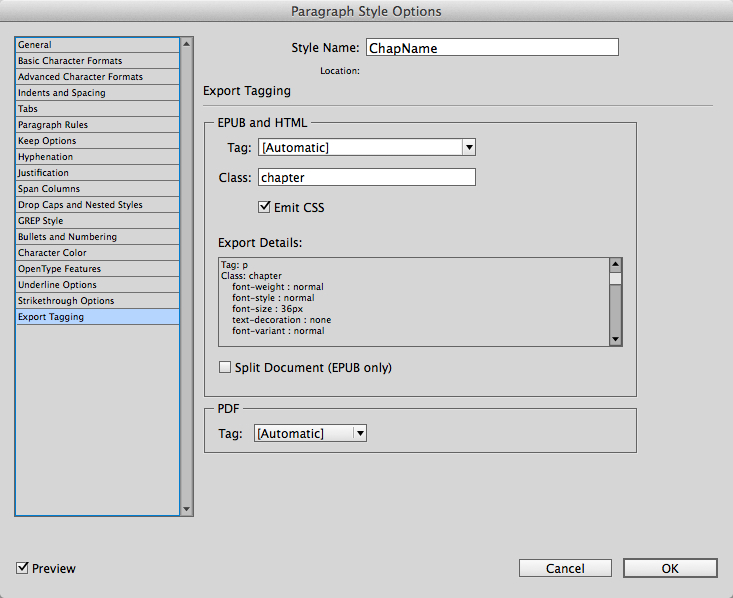 Paragraph Style Options
General
Basic Character Formats
Advanced Character Formats
Indents and Spacing
Tabs
Paragraph Rules
Keep Options
Hyphenation
Justification
Span Columns
Drop Caps and Nested Styles
GREP Style
Bullets and Numbering
Character Color
OpenType Features
Underline Options
Strikethrough Options
Export Tagging
Style Name: ChapName
Location:
Export Tagging
EPUB and HTML
Tag: [Automatic]
Class: chapter
Emit CSS
Export Details:
Tag: p
Class: chapter
font-weight : normal
font-style : normal
font-size : 36px
text-decoration : none
font-variant : normal
Split Document (EPUB only)
PDF
Tag: [Automatic]
Preview
Cancel
OK